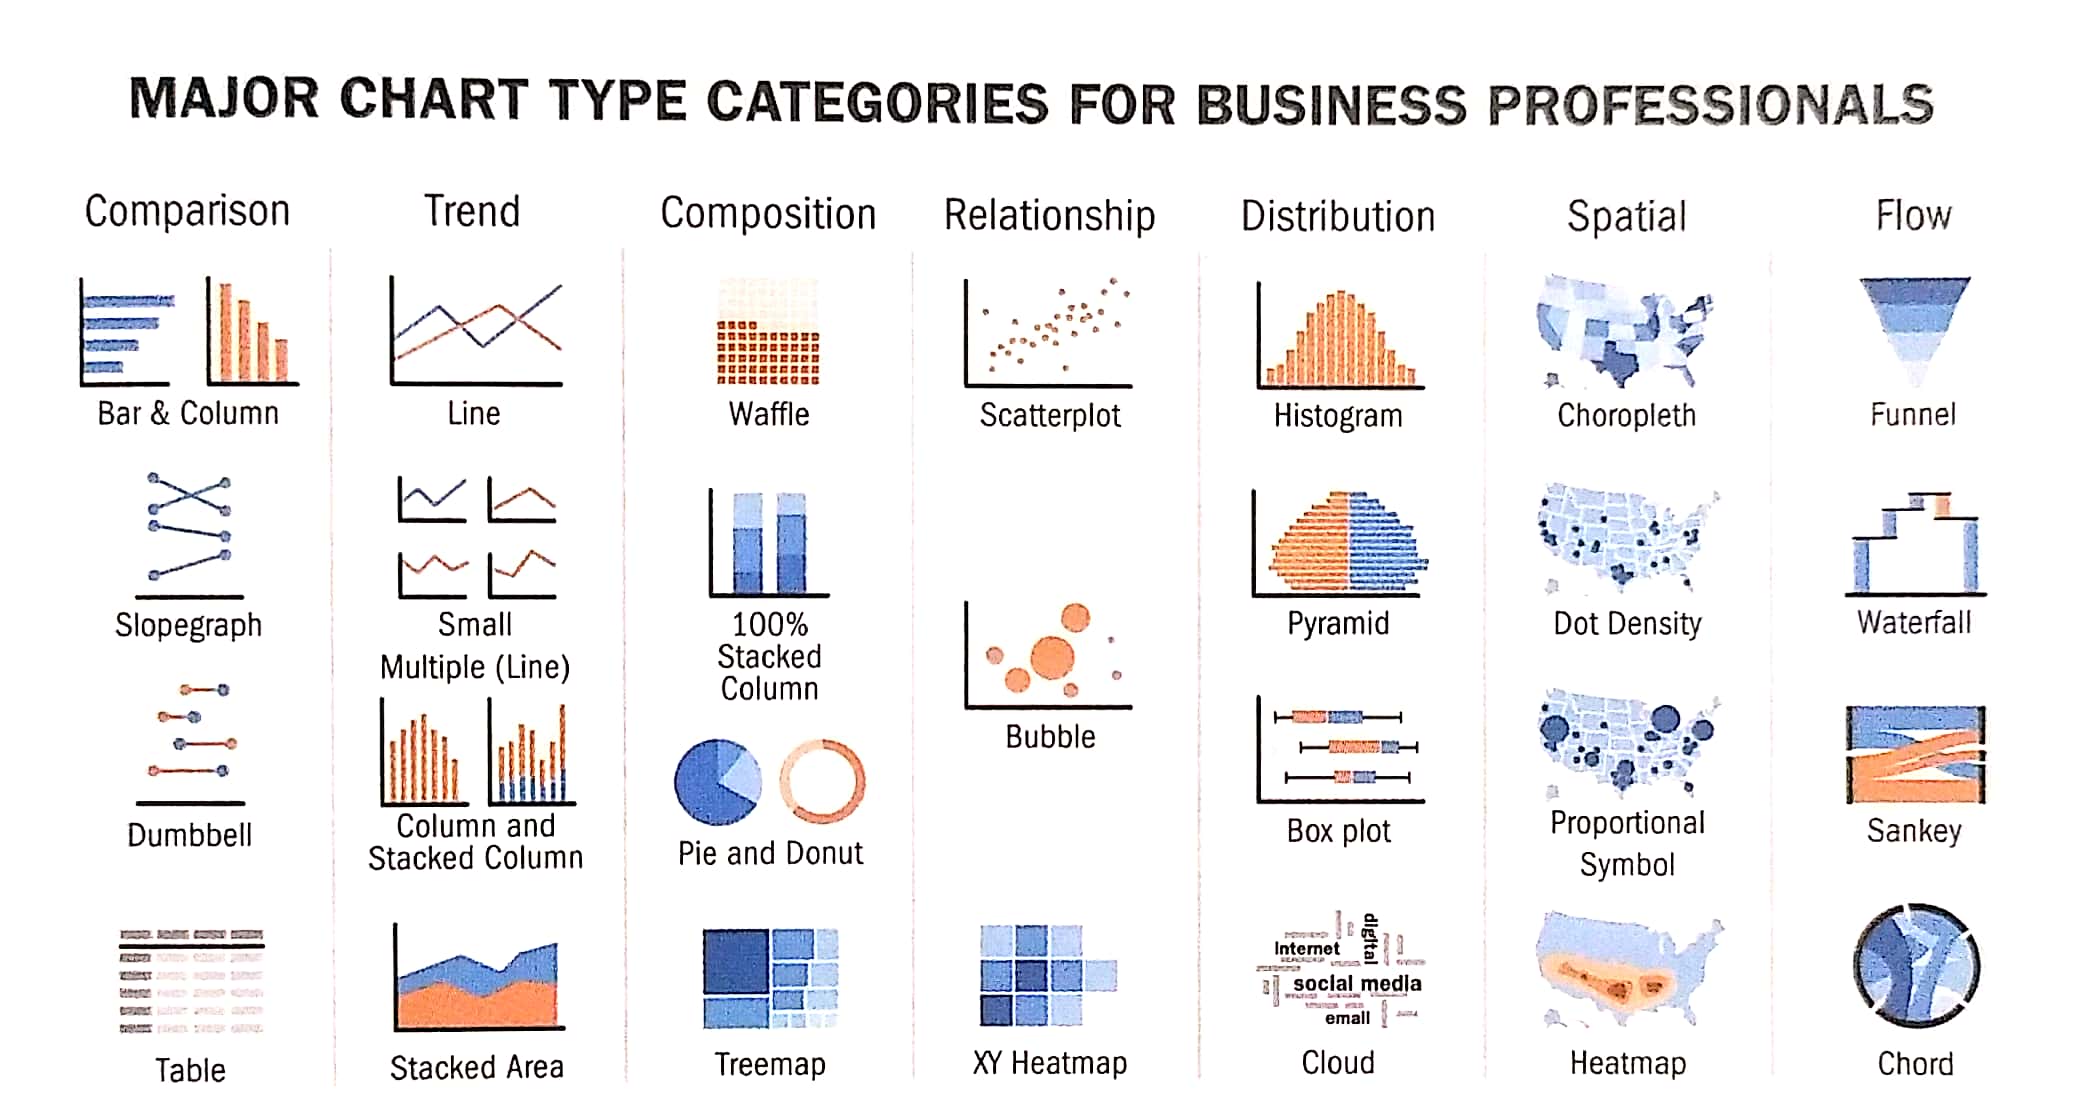 MAJOR CHART TYPE CATEGORIES FOR BUSINESS PROFESSIONALS
Comparison
Bar & Column
Slopegraph
Dumbbell
Table
Trend
Line
Small
Multiple (Line)
Column and
Stacked Column
Stacked Area
Composition
Waffle
100%
Stacked
Column
Pie and Donut
Treemap
Relationship
Scatterplot
Bubble
XY Heatmap
Distribution
Histogram
Pyramid
Box plot
digital
Internet
social media
email
Cloud
Spatial
Choropleth
Dot Density
Proportional
Symbol
Heatmap
Flow
Funnel
Waterfall
Sankey
Chord